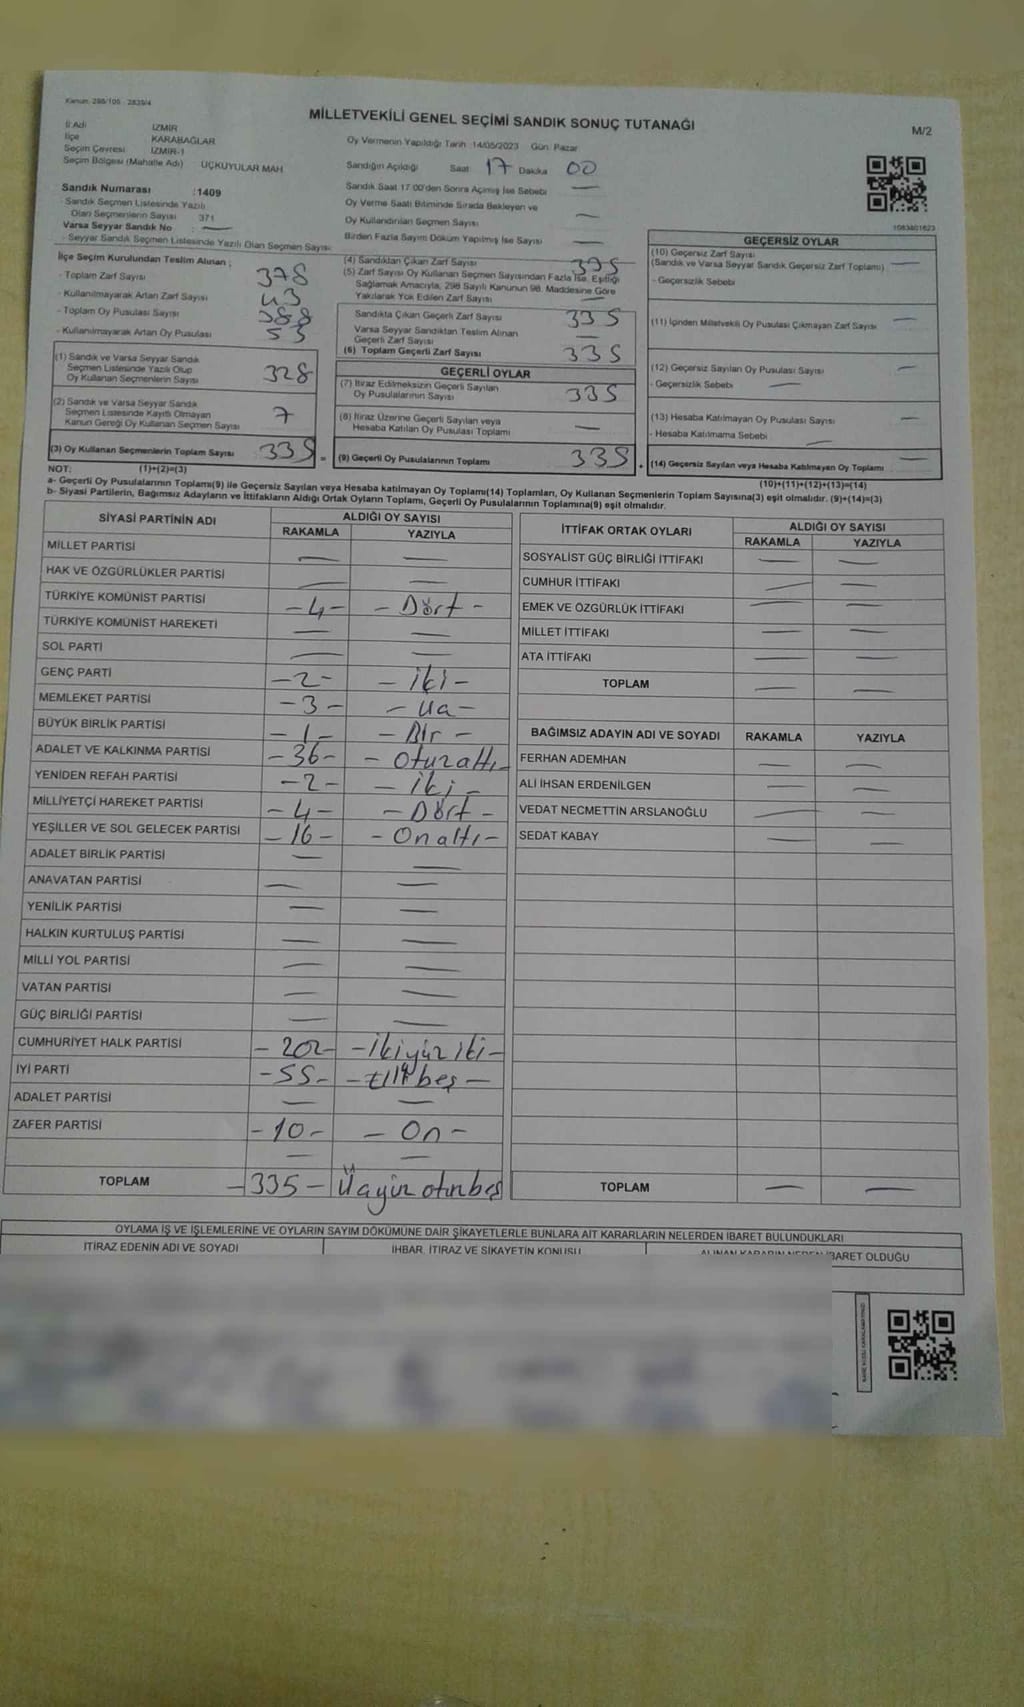 Kanun: 298/105 - 2839/4
MİLLETVEKİLİ GENEL SEÇİMİ SANDIK SONUÇ TUTANAĞI
M/2
İl Adı İZMİR
İlçe KARABAĞLAR
Seçim Çevresi İZMİR-1
Seçim Bölgesi (Mahalle Adı) ÜÇKUYULAR MAH
Sandık Numarası :1409
- Sandık Seçmen Listesinde Yazılı
Olan Seçmenlerin Sayısı 371
Varsa Seyyar Sandık No : —
- Seyyar Sandık Seçmen Listesinde Yazılı Olan Seçmen Sayısı
İlçe Seçim Kurulundan Teslim Alınan ;
- Toplam Zarf Sayısı 378
- Kullanılmayarak Artan Zarf Sayısı 43
- Toplam Oy Pusulası Sayısı 388
- Kullanılmayarak Artan Oy Pusulası 53
(1) Sandık ve Varsa Seyyar Sandık
Seçmen Listesinde Yazılı Olup
Oy Kullanan Seçmenlerin Sayısı 328
(2) Sandık ve Varsa Seyyar Sandık
Seçmen Listesinde Kayıtlı Olmayan
Kanun Gereği Oy Kullanan Seçmen Sayısı 7
(3) Oy Kullanan Seçmenlerin Toplam Sayısı 335 =
Oy Vermenin Yapıldığı Tarih 14/05/2023 Gün: Pazar
Sandığın Açıldığı Saat 17 Dakika 00
Sandık Saat 17.00'den Sonra Açılmış İse Sebebi —
Oy Verme Saati Bitiminde Sırada Bekleyen ve
Oy Kullandırılan Seçmen Sayısı —
Birden Fazla Sayım Döküm Yapılmış İse Sayısı —
(4) Sandıktan Çıkan Zarf Sayısı 335
(5) Zarf Sayısı Oy Kullanan Seçmen Sayısından Fazla İse, Eşitliği
Sağlamak Amacıyla, 298 Sayılı Kanunun 98. Maddesine Göre
Yakılarak Yok Edilen Zarf Sayısı —
Sandıkta Çıkan Geçerli Zarf Sayısı 335
Varsa Seyyar Sandıktan Teslim Alınan
Geçerli Zarf Sayısı —
(6) Toplam Geçerli Zarf Sayısı 335
GEÇERLİ OYLAR
(7) İtiraz Edilmeksizin Geçerli Sayılan
Oy Pusulalarının Sayısı 335
(8) İtiraz Üzerine Geçerli Sayılan veya
Hesaba Katılan Oy Pusulası Toplamı —
(9) Geçerli Oy Pusulalarının Toplamı 335 +
1083801623
GEÇERSİZ OYLAR
(10) Geçersiz Zarf Sayısı —
(Sandık ve Varsa Seyyar Sandık Geçersiz Zarf Toplamı)
- Geçersizlik Sebebi
(11) İçinden Milletvekili Oy Pusulası Çıkmayan Zarf Sayısı —
(12) Geçersiz Sayılan Oy Pusulası Sayısı —
- Geçersizlik Sebebi —
(13) Hesaba Katılmayan Oy Pusulası Sayısı —
- Hesaba Katılmama Sebebi —
(14) Geçersiz Sayılan veya Hesaba Katılmayan Oy Toplamı —
NOT: (1)+(2)=(3)
(10)+(11)+(12)+(13)=(14)
a- Geçerli Oy Pusulalarının Toplamı(9) ile Geçersiz Sayılan veya Hesaba katılmayan Oy Toplamı(14) Toplamları, Oy Kullanan Seçmenlerin Toplam Sayısına(3) eşit olmalıdır. (9)+(14)=(3)
b- Siyasi Partilerin, Bağımsız Adayların ve İttifakların Aldığı Ortak Oyların Toplamı, Geçerli Oy Pusulalarının Toplamına(9) eşit olmalıdır.
SİYASİ PARTİNİN ADI ALDIĞI OY SAYISI
RAKAMLA YAZIYLA
MİLLET PARTİSİ — —
HAK VE ÖZGÜRLÜKLER PARTİSİ — —
TÜRKİYE KOMÜNİST PARTİSİ -4- -Dört-
TÜRKİYE KOMÜNİST HAREKETİ — —
SOL PARTİ — —
GENÇ PARTİ -2- -iki-
MEMLEKET PARTİSİ -3- -Üç-
BÜYÜK BİRLİK PARTİSİ -1- -Bir-
ADALET VE KALKINMA PARTİSİ -36- -Otuzaltı-
YENİDEN REFAH PARTİSİ -2- -iki-
MİLLİYETÇİ HAREKET PARTİSİ -4- -Dört-
YEŞİLLER VE SOL GELECEK PARTİSİ -16- -Onaltı-
ADALET BİRLİK PARTİSİ — —
ANAVATAN PARTİSİ — —
YENİLİK PARTİSİ — —
HALKIN KURTULUŞ PARTİSİ — —
MİLLİ YOL PARTİSİ — —
VATAN PARTİSİ — —
GÜÇ BİRLİĞİ PARTİSİ — —
CUMHURİYET HALK PARTİSİ -202- -ikiyüz iki-
İYİ PARTİ -55- -Ellibeş-
ADALET PARTİSİ — —
ZAFER PARTİSİ -10- -On-
— —
TOPLAM -335- Üçyüz otuzbeş
İTTİFAK ORTAK OYLARI ALDIĞI OY SAYISI
RAKAMLA YAZIYLA
SOSYALİST GÜÇ BİRLİĞİ İTTİFAKI — —
CUMHUR İTTİFAKI — —
EMEK VE ÖZGÜRLÜK İTTİFAKI — —
MİLLET İTTİFAKI — —
ATA İTTİFAKI — —
TOPLAM — —
BAĞIMSIZ ADAYIN ADI VE SOYADI RAKAMLA YAZIYLA
FERHAN ADEMHAN — —
ALİ İHSAN ERDENİLGEN — —
VEDAT NECMETTİN ARSLANOĞLU — —
SEDAT KABAY — —
TOPLAM — —
OYLAMA İŞ VE İŞLEMLERİNE VE OYLARIN SAYIM DÖKÜMÜNE DAİR ŞİKAYETLERLE BUNLARA AİT KARARLARIN NELERDEN İBARET BULUNDUKLARI
İTİRAZ EDENİN ADI VE SOYADI
İHBAR, İTİRAZ VE ŞİKAYETİN KONUSU
ALINAN KARARIN NEDEN İBARET OLDUĞU